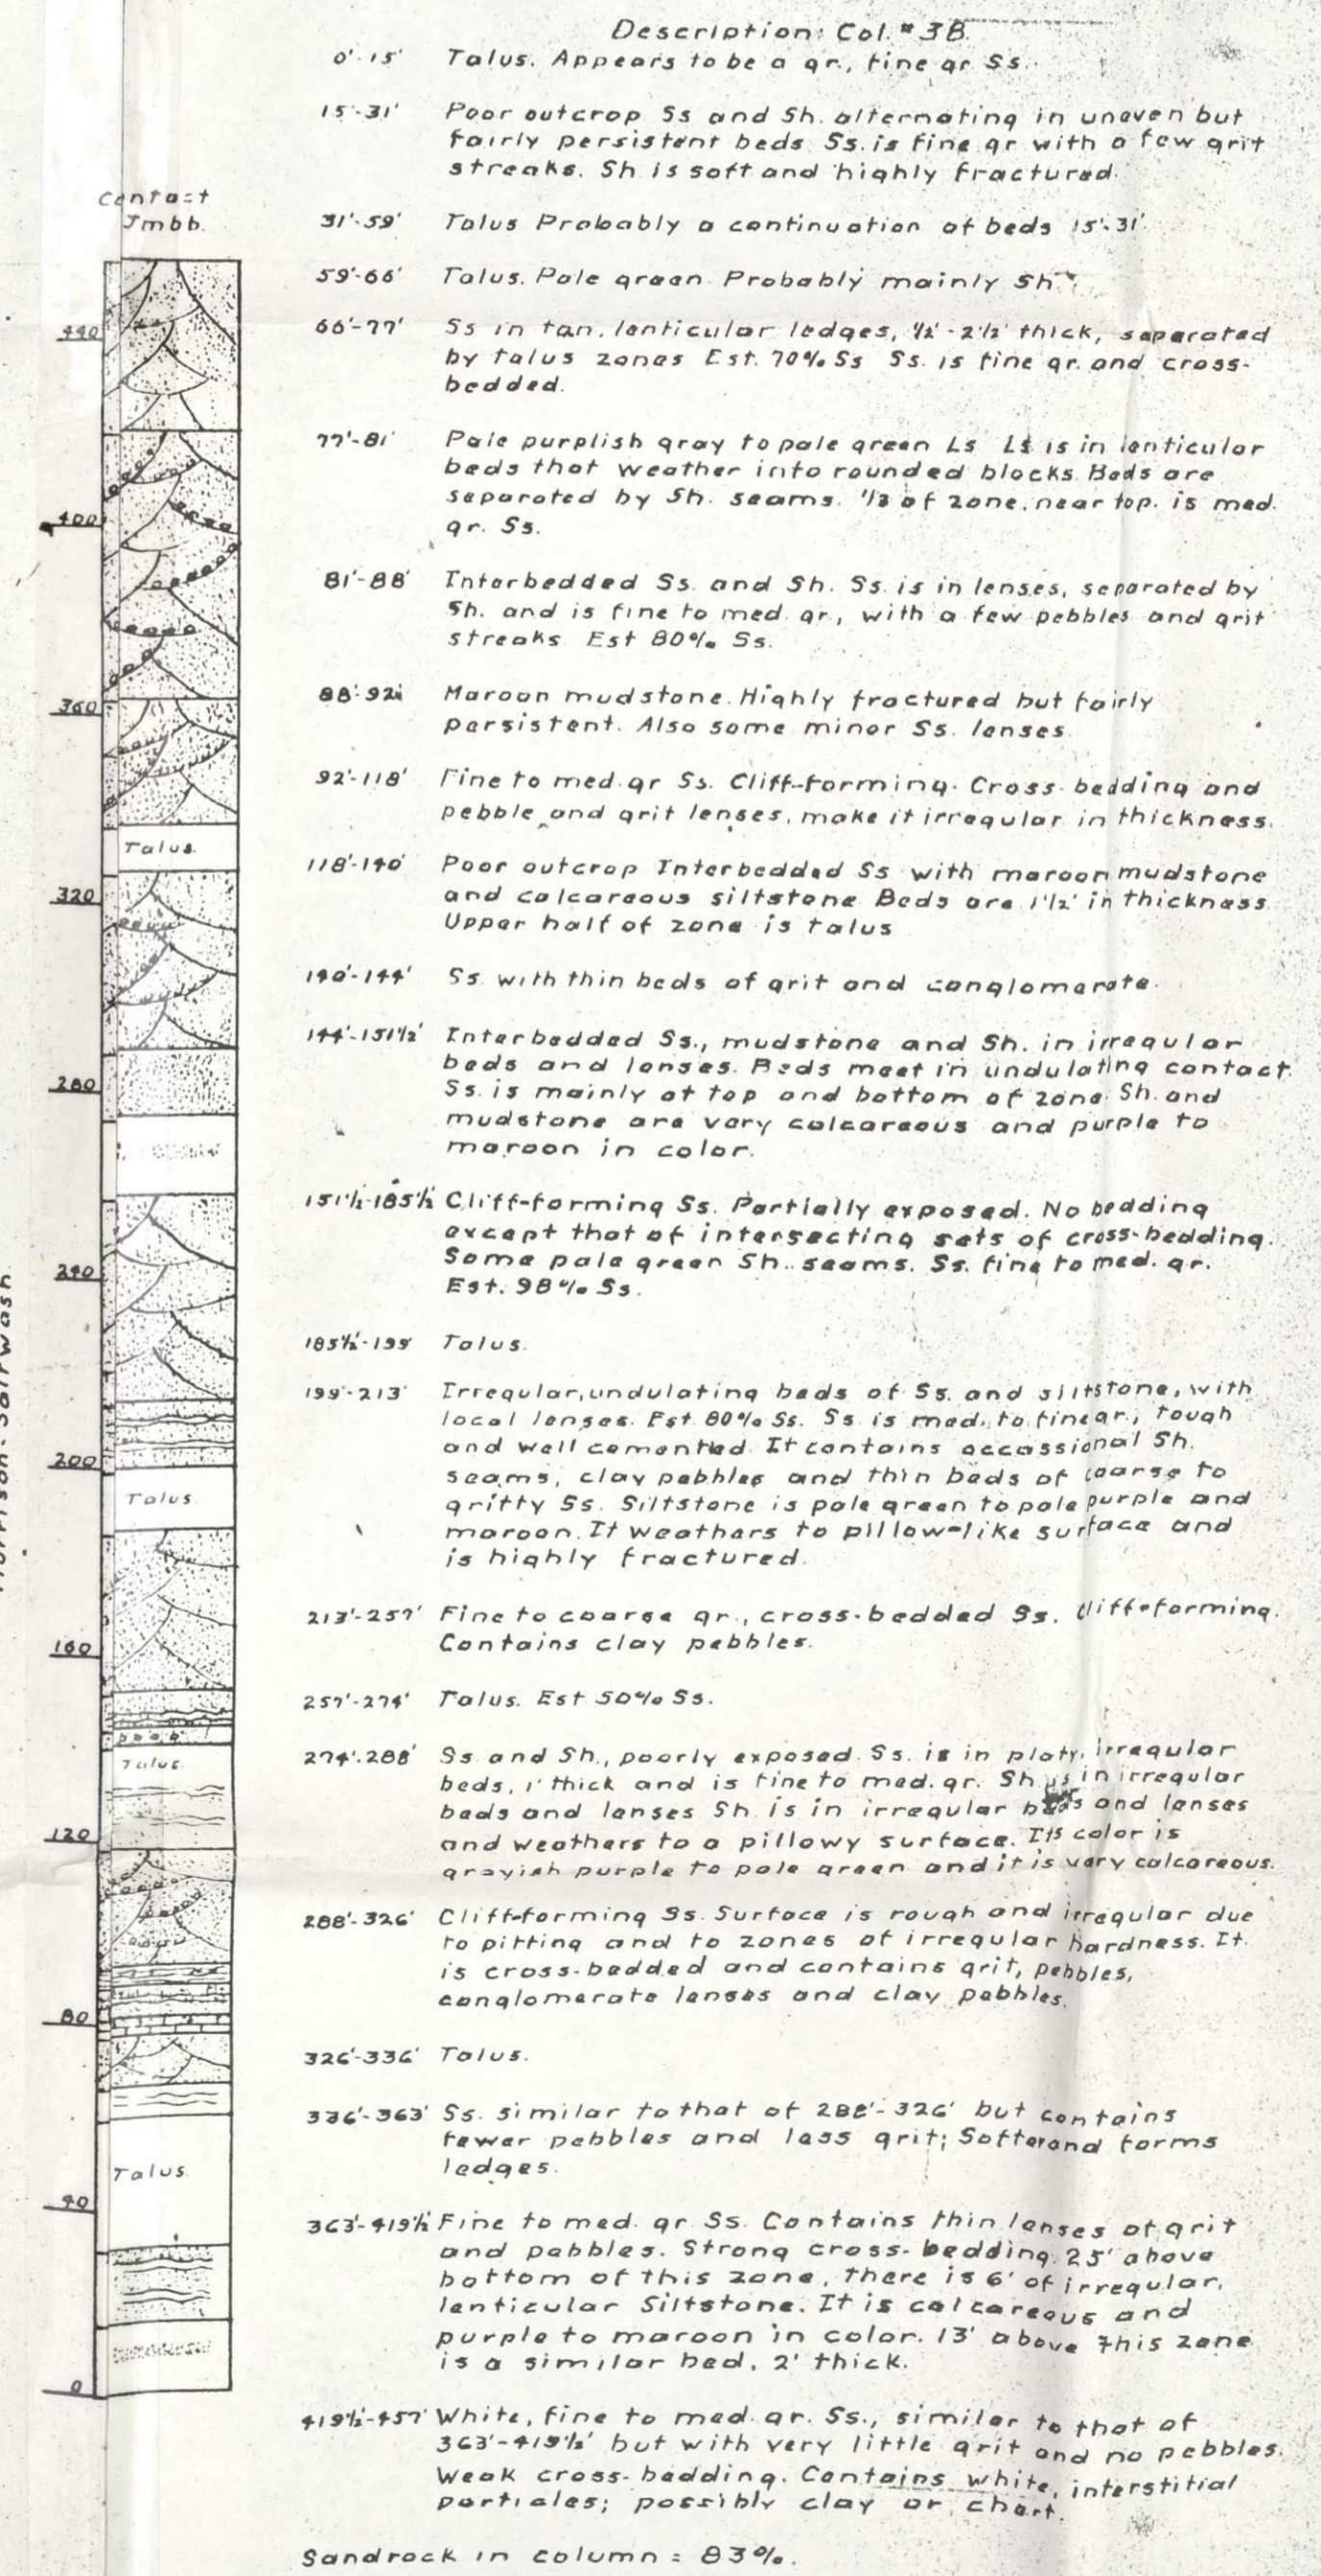 Description: Col. #3B
0'-15' Talus. Appears to be a gr., fine gr. Ss.
15'-31' Poor outcrop Ss and Sh. alternating in uneven but
fairly persistent beds Ss. is fine gr with a few grit
streaks. Sh is soft and highly fractured.
Contact
Jmbb.
31'-59' Talus Probably a continuation of beds 15'-31'
59'-66' Talus. Pale green Probably mainly Sh
66'-77' Ss in tan, lenticular ledges, ½'-2½' thick, separated
by talus zones Est. 70% Ss Ss. is fine gr. and cross-
bedded.
77'-81' Pale purplish gray to pale green Ls Ls is in lenticular
beds that weather into rounded blocks. Beds are
separated by Sh. seams. ⅓ of zone, near top, is med.
gr. Ss.
81'-88' Interbedded Ss. and Sh. Ss. is in lenses, separated by
Sh. and is fine to med gr., with a few pebbles and grit
streaks Est 80% Ss.
88'-92' Maroon mudstone. Highly fractured but fairly
persistent. Also some minor Ss. lenses
92'-118' Fine to med. gr Ss. Cliff-forming. Cross-bedding and
pebble and grit lenses, make it irregular in thickness.
118'-140' Poor outcrop Interbedded Ss with maroon mudstone
and calcareous siltstone Beds are 1½' in thickness
Upper half of zone is talus
140'-144' Ss. with thin beds of grit and conglomerate.
144'-151½' Interbedded Ss., mudstone and Sh. in irregular
beds and lenses. Beds meet in undulating contact.
Ss. is mainly at top and bottom of zone. Sh. and
mudstone are very calcareous and purple to
maroon in color.
151½'-185½' Cliff-forming Ss. Partially exposed. No bedding
except that of intersecting sets of cross-bedding.
Some pale green Sh. seams. Ss. fine to med. gr.
Est. 98% Ss.
185½'-199' Talus.
199'-213' Irregular, undulating beds of Ss. and siltstone, with
local lenses. Est. 80% Ss. Ss is med. to fine gr., tough
and well cemented It contains occassional Sh.
seams, clay pebbles and thin beds of coarse to
gritty Ss. Siltstone is pale green to pale purple and
maroon. It weathers to pillow-like surface and
is highly fractured.
213'-257' Fine to coarse gr., cross-bedded Ss. Cliff-forming.
Contains clay pebbles.
257'-274' Talus. Est 50% Ss.
274'-288' Ss and Sh., poorly exposed. Ss. is in platy, irregular
beds, 1' thick and is fine to med. gr. Sh is in irregular
beds and lenses Sh. is in irregular beds and lenses
and weathers to a pillowy surface. Its color is
grayish purple to pale green and it is very calcareous.
288'-326' Cliff-forming Ss. Surface is rough and irregular due
to pitting and to zones of irregular hardness. It
is cross-bedded and contains grit, pebbles,
conglomerate lenses and clay pebbles.
326'-336' Talus.
336'-363' Ss. similar to that of 288'-326' but contains
fewer pebbles and less grit; Softer and forms
ledges.
363'-419½' Fine to med. gr Ss. Contains thin lenses of grit
and pebbles. Strong cross-bedding. 25' above
bottom of this zone, there is 6' of irregular,
lenticular Siltstone. It is calcareous and
purple to maroon in color. 13' above this zone
is a similar bed, 2' thick.
419½'-457' White, fine to med. gr. Ss., similar to that of
363'-419½' but with very little grit and no pebbles.
Weak cross-bedding. Contains white, interstitial
particles; possibly clay or chert.
Sandrock in column = 83%.
440
400
360
Talus.
320
280
240
200
Talus.
160
Talus.
120
80
Talus.
40
0